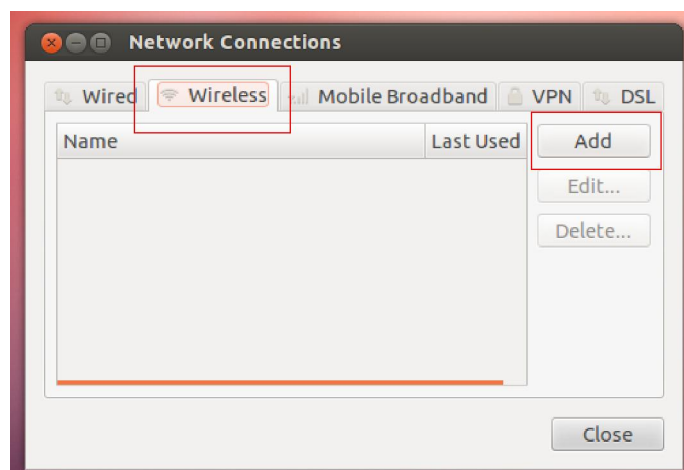 Network Connections
Wired Wireless Mobile Broadband VPN DSL
Name Last Used Add
Edit...
Delete...
Close